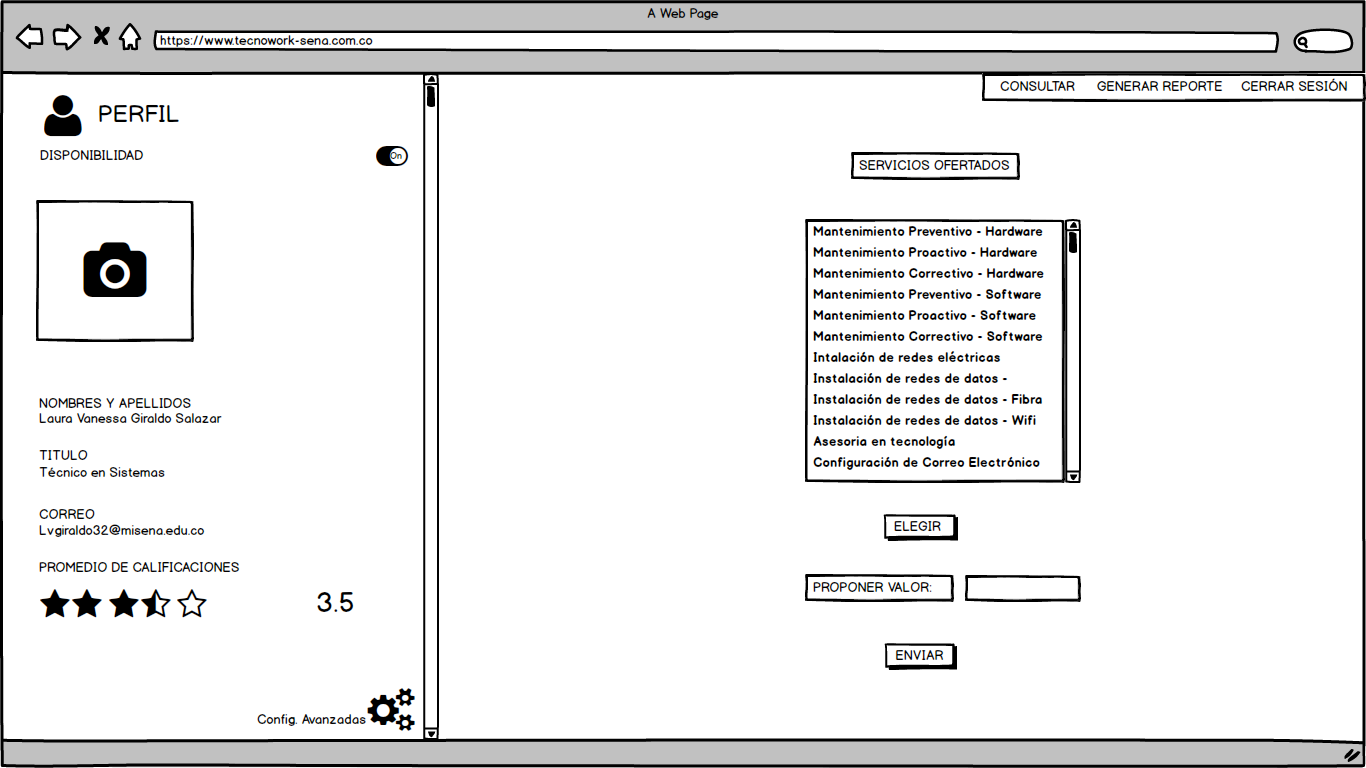 A Web Page
https://www.tecnowork-sena.com.co
CONSULTAR GENERAR REPORTE CERRAR SESIÓN
PERFIL
DISPONIBILIDAD
On
NOMBRES Y APELLIDOS
Laura Vanessa Giraldo Salazar
TITULO
Técnico en Sistemas
CORREO
Lvgiraldo32@misena.edu.co
PROMEDIO DE CALIFICACIONES
3.5
Config. Avanzadas
SERVICIOS OFERTADOS
Mantenimiento Preventivo - Hardware
Mantenimiento Proactivo - Hardware
Mantenimiento Correctivo - Hardware
Mantenimiento Preventivo - Software
Mantenimiento Proactivo - Software
Mantenimiento Correctivo - Software
Intalación de redes eléctricas
Instalación de redes de datos -
Instalación de redes de datos - Fibra
Instalación de redes de datos - Wifi
Asesoria en tecnología
Configuración de Correo Electrónico
ELEGIR
PROPONER VALOR:
ENVIAR